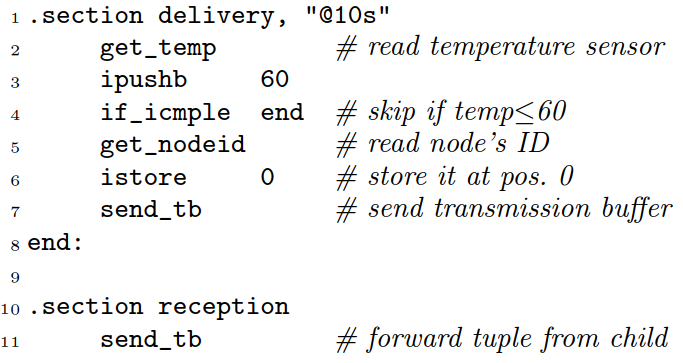 1 .section delivery, "@10s"
2 get_temp # read temperature sensor
3 ipushb 60
4 if_icmple end # skip if temp≤60
5 get_nodeid # read node's ID
6 istore 0 # store it at pos. 0
7 send_tb # send transmission buffer
8 end:
9
10 .section reception
11 send_tb # forward tuple from child